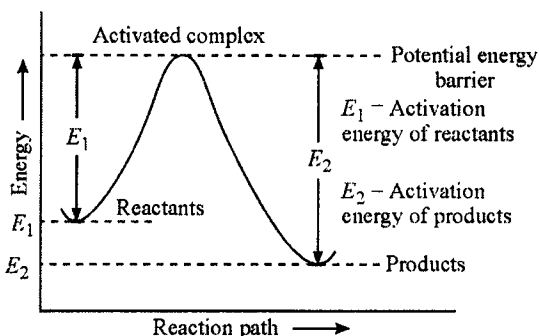 Activated complex
Potential energy
barrier
E₁ – Activation
energy of reactants
E₁
E₂
Energy
E₂ – Activation
energy of products
E₁
Reactants
E₂
Products
Reaction path